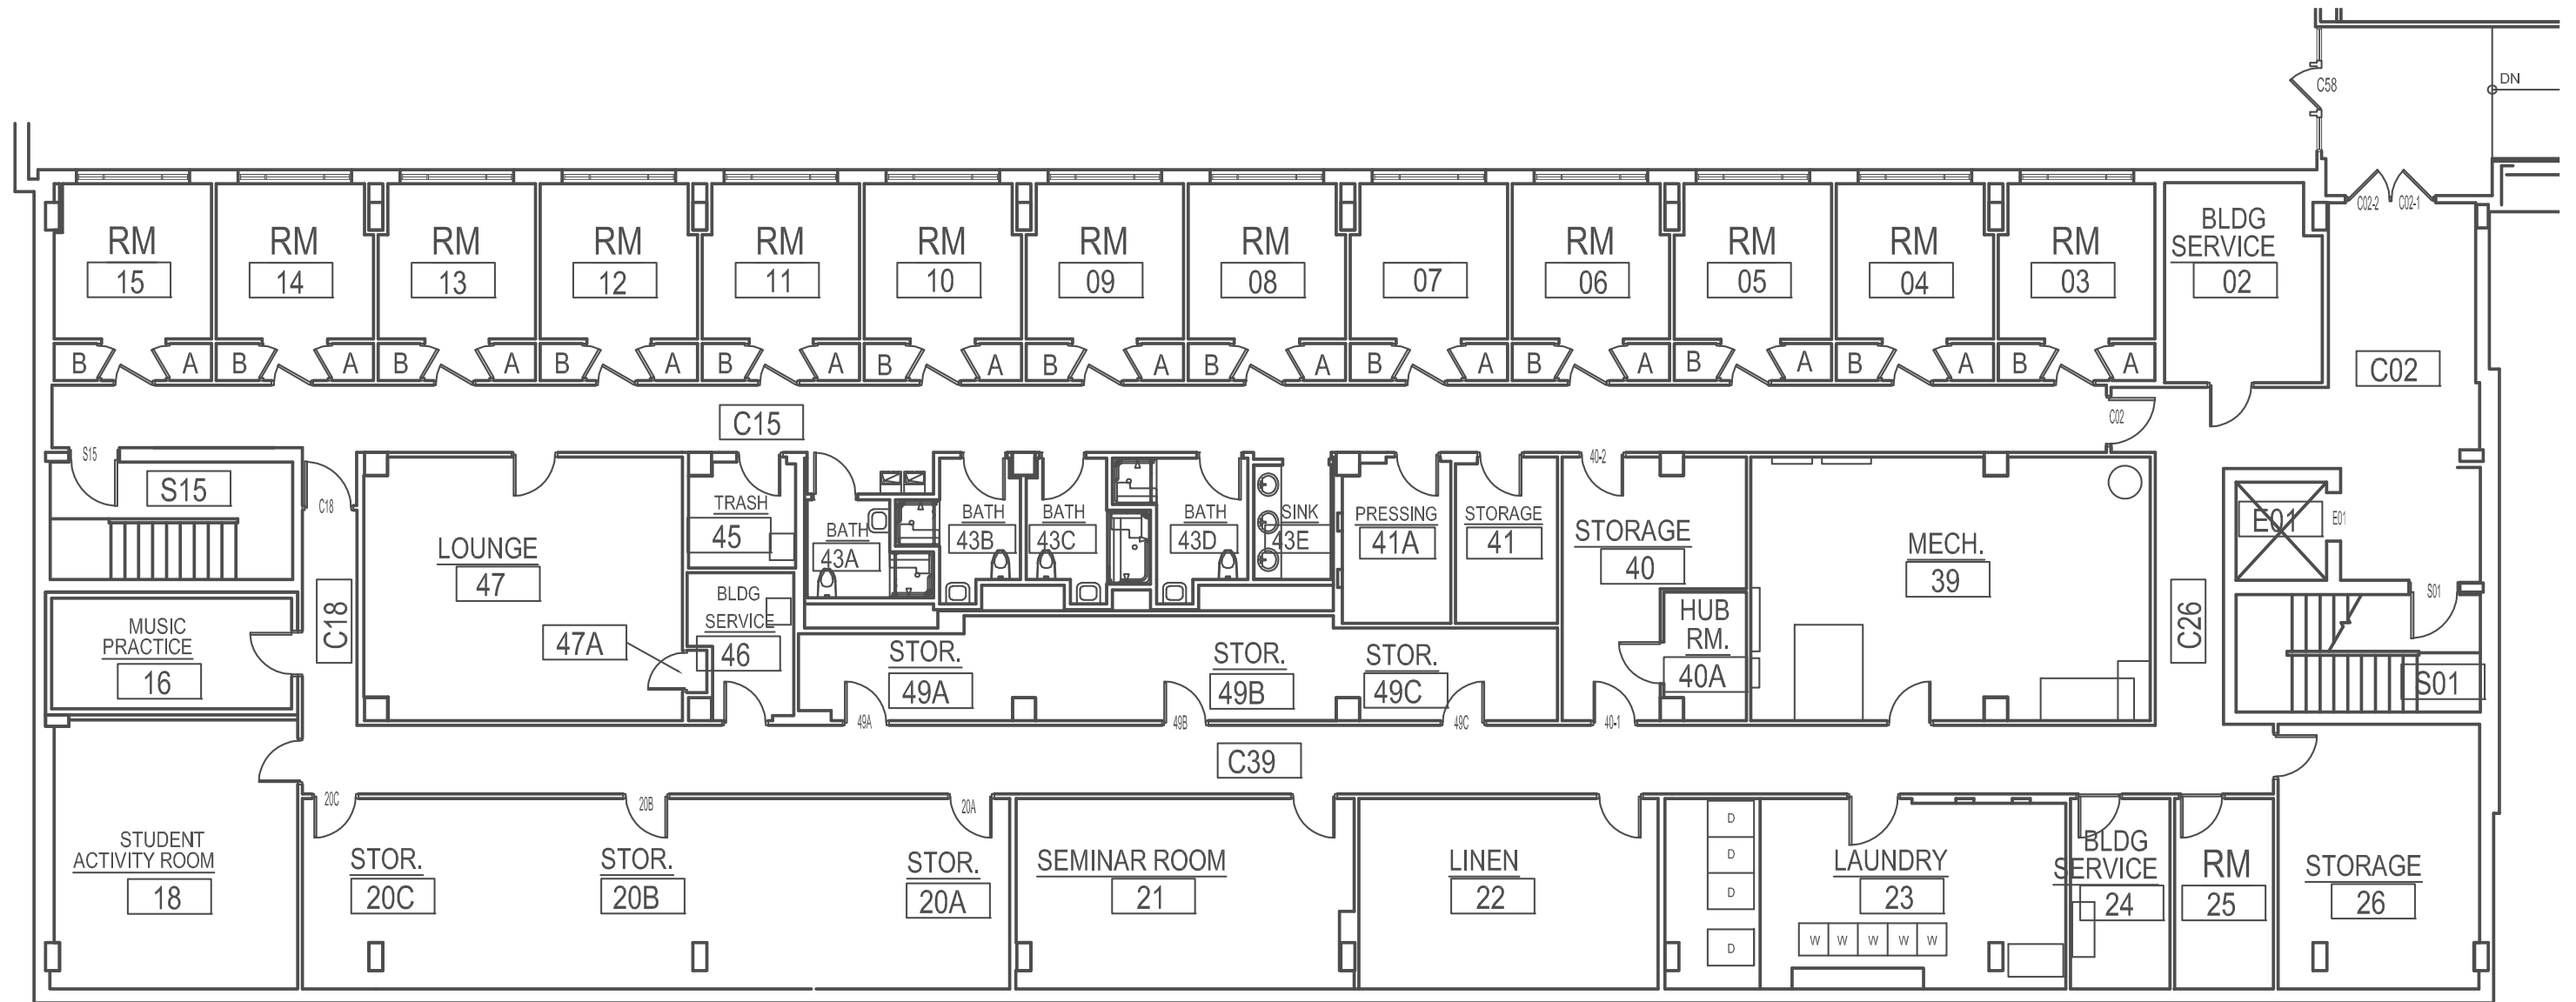 C58
DN
C02-2
C02-1
RM
15
RM
14
RM
13
RM
12
RM
11
RM
10
RM
09
RM
08
07
RM
06
RM
05
RM
04
RM
03
BLDG
SERVICE
02
B
A
B
A
B
A
B
A
B
A
B
A
B
A
B
A
B
A
B
A
B
A
B
A
B
A
C02
C15
C02
S15
S15
C18
LOUNGE
47
TRASH
45
BATH
43A
BATH
43B
BATH
43C
BATH
43D
SINK
43E
PRESSING
41A
STORAGE
41
40-2
STORAGE
40
MECH.
39
E01
E01
C18
MUSIC
PRACTICE
16
47A
BLDG
SERVICE
46
STOR.
49A
STOR.
49B
STOR.
49C
HUB
RM.
40A
C26
S01
S01
49A
49B
49C
40-1
C39
20C
20B
20A
STUDENT
ACTIVITY ROOM
18
STOR.
20C
STOR.
20B
STOR.
20A
SEMINAR ROOM
21
LINEN
22
D
D
D
D
LAUNDRY
23
W W W W W
BLDG
SERVICE
24
RM
25
STORAGE
26